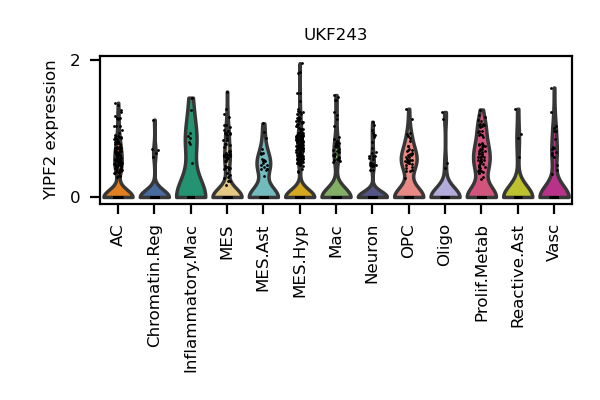 UKF243
YIPF2 expression
2
0
AC
Chromatin.Reg
Inflammatory.Mac
MES
MES.Ast
MES.Hyp
Mac
Neuron
OPC
Oligo
Prolif.Metab
Reactive.Ast
Vasc